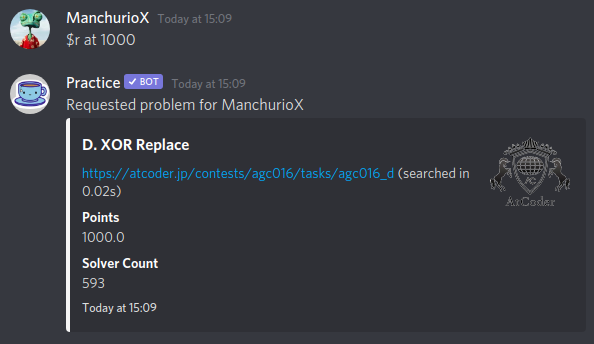 ManchurioX Today at 15:09
$r at 1000
Practice BOT Today at 15:09
Requested problem for ManchurioX
D. XOR Replace
https://atcoder.jp/contests/agc016/tasks/agc016_d (searched in
0.02s)
AtCoder
Points
1000.0
Solver Count
593
Today at 15:09